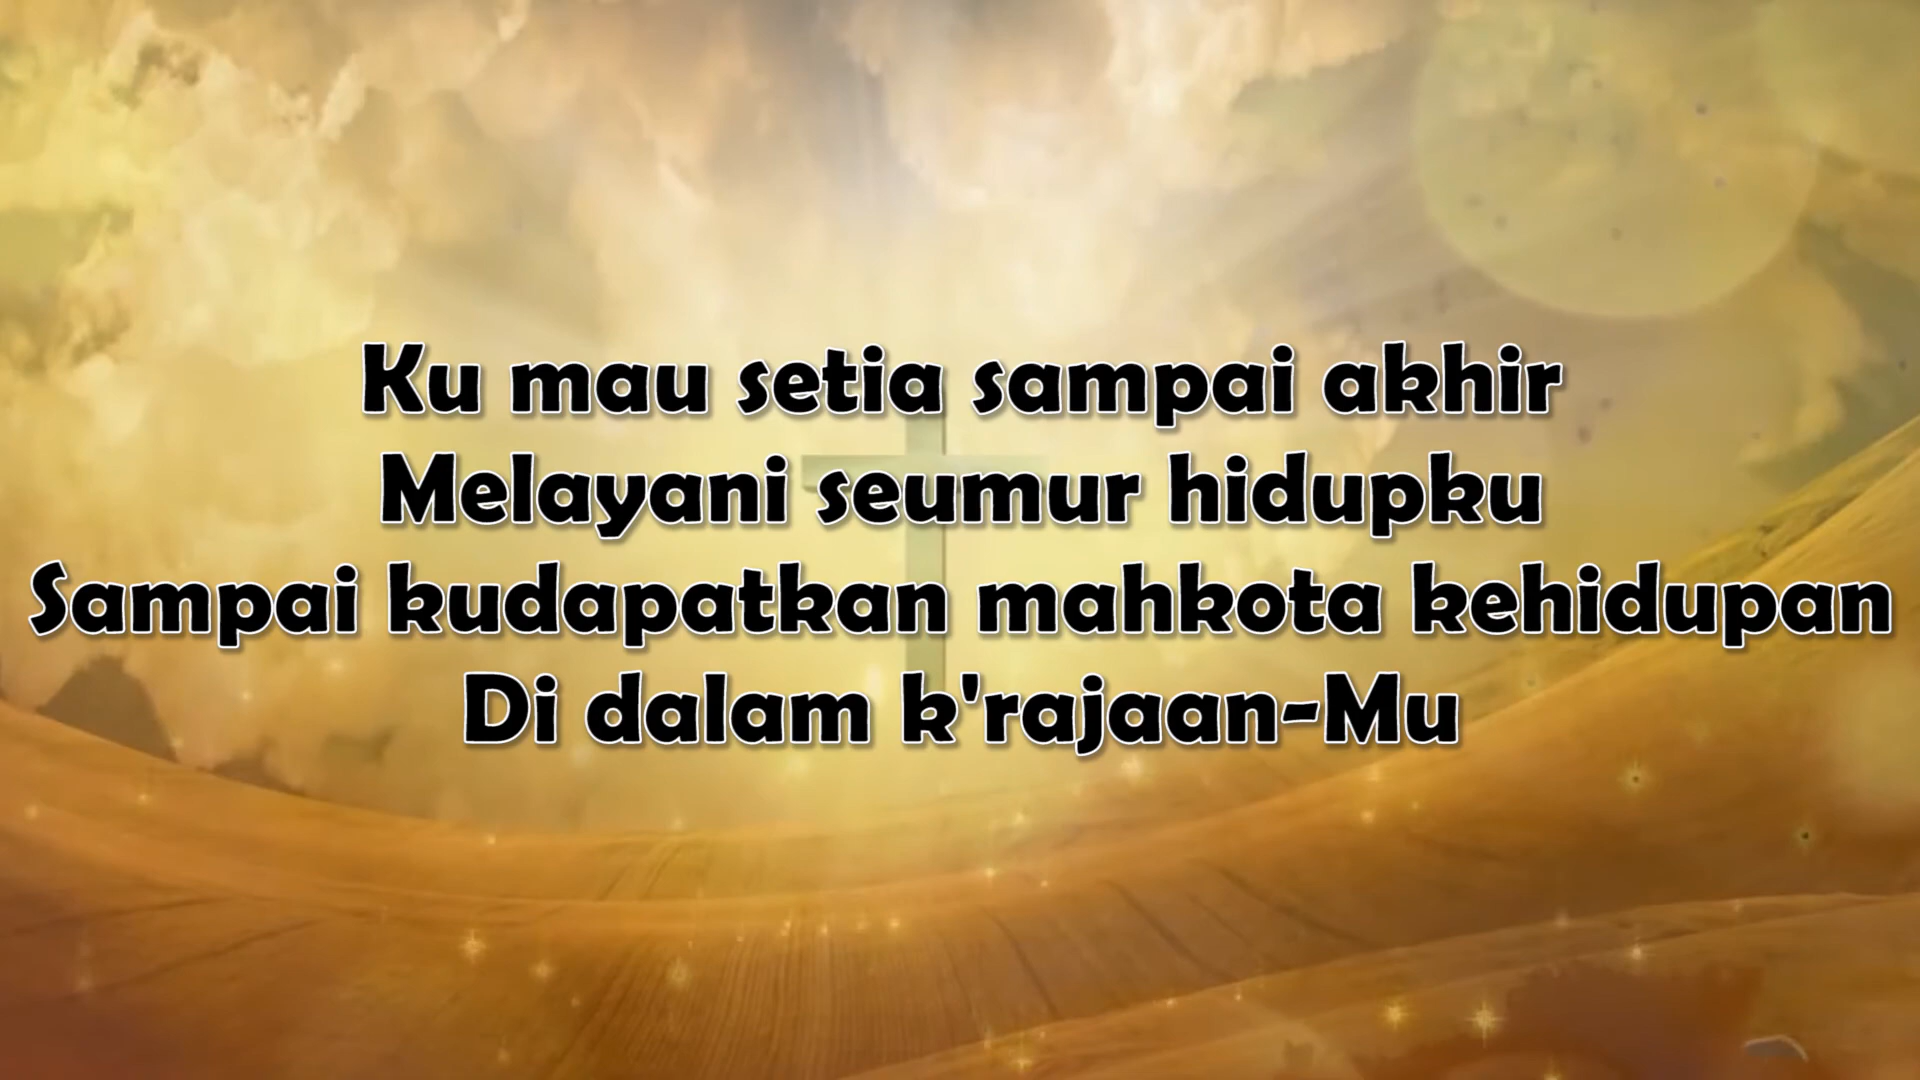 Ku mau setia sampai akhir
Melayani seumur hidupku
Sampai kudapatkan mahkota kehidupan
Di dalam k'rajaan-Mu